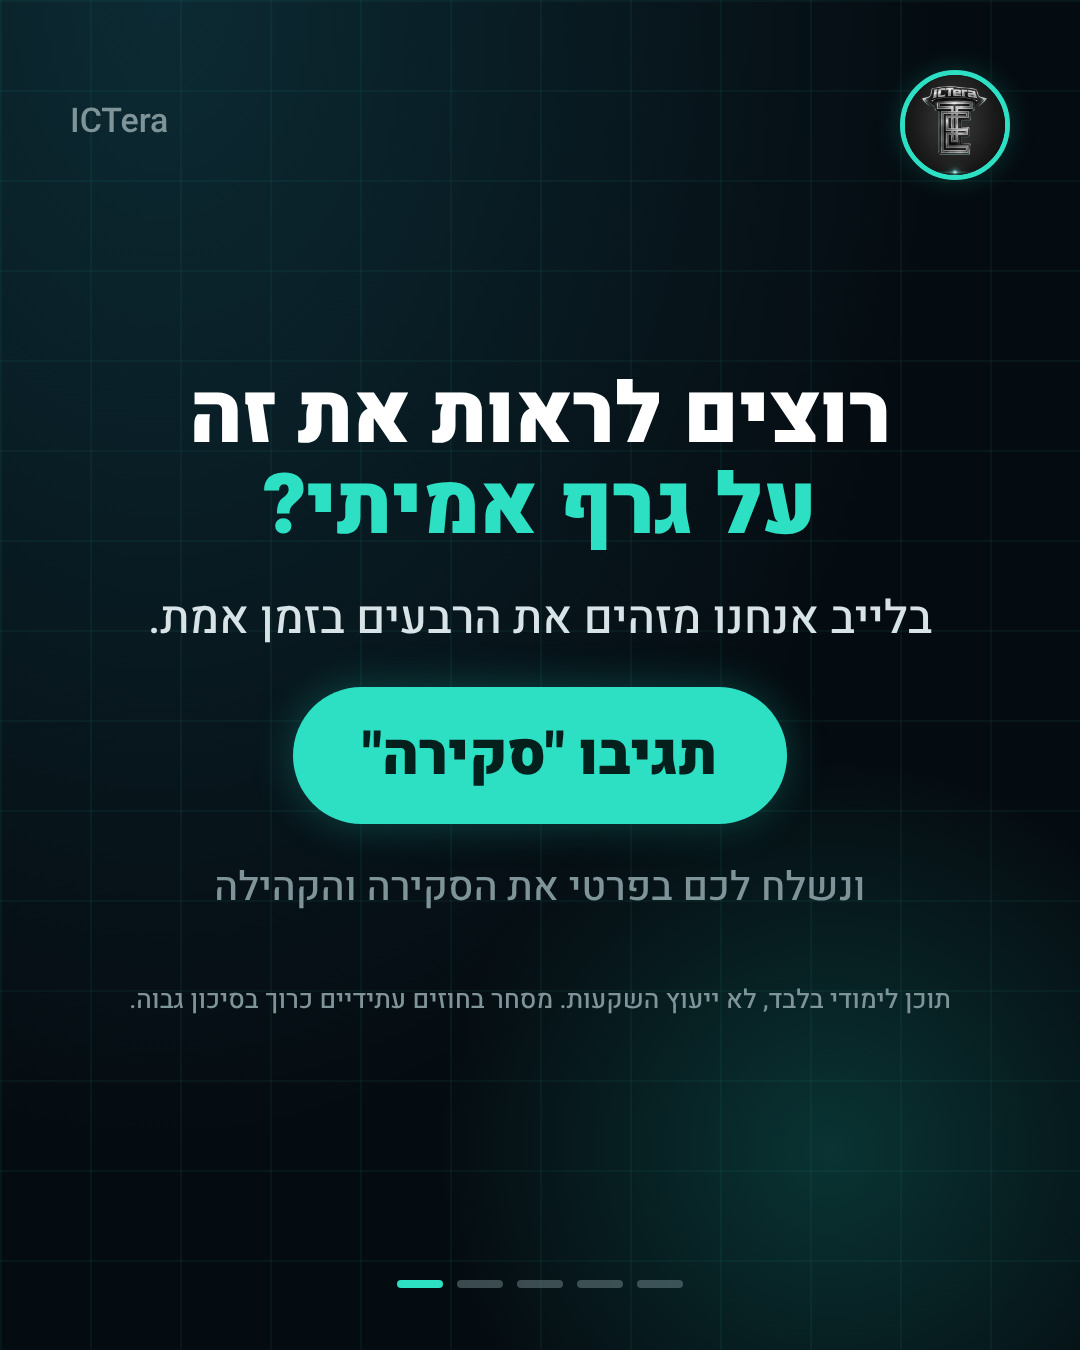 ICTera
ICTera
רוצים לראות את זה
על גרף אמיתי?
בלייב אנחנו מזהים את הרבעים בזמן אמת.
תגיבו "סקירה"
ונשלח לכם בפרטי את הסקירה והקהילה
תוכן לימודי בלבד, לא ייעוץ השקעות. מסחר בחוזים עתידיים כרוך בסיכון גבוה.